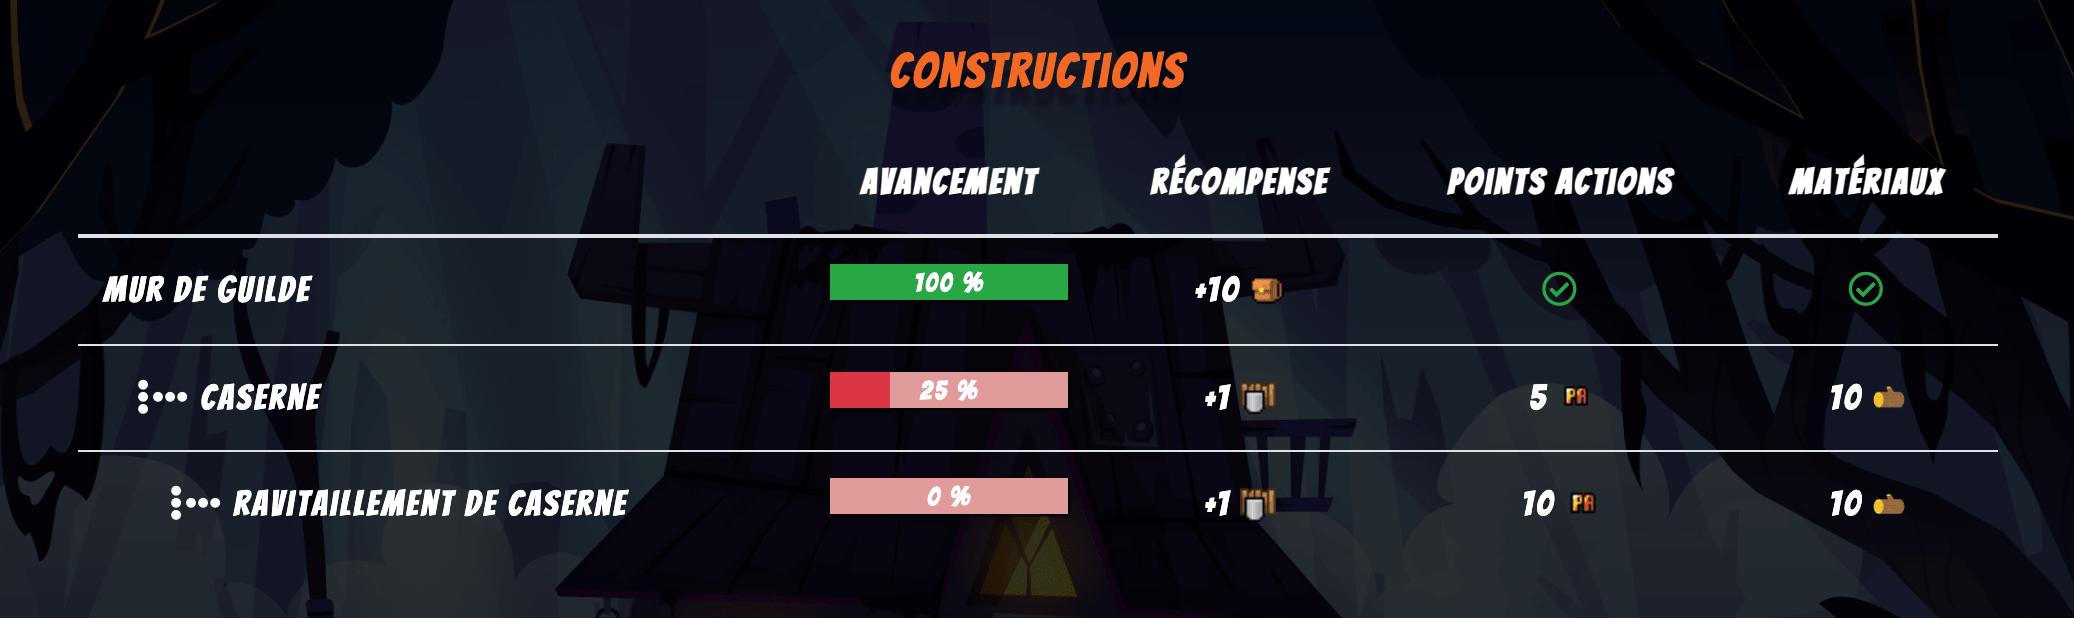 CONSTRUCTIONS
AVANCEMENT RÉCOMPENSE POINTS ACTIONS MATÉRIAUX
MUR DE GUILDE 100 % +10
CASERNE 25 % +1 5 PA 10
RAVITAILLEMENT DE CASERNE 0 % +1 10 PA 10